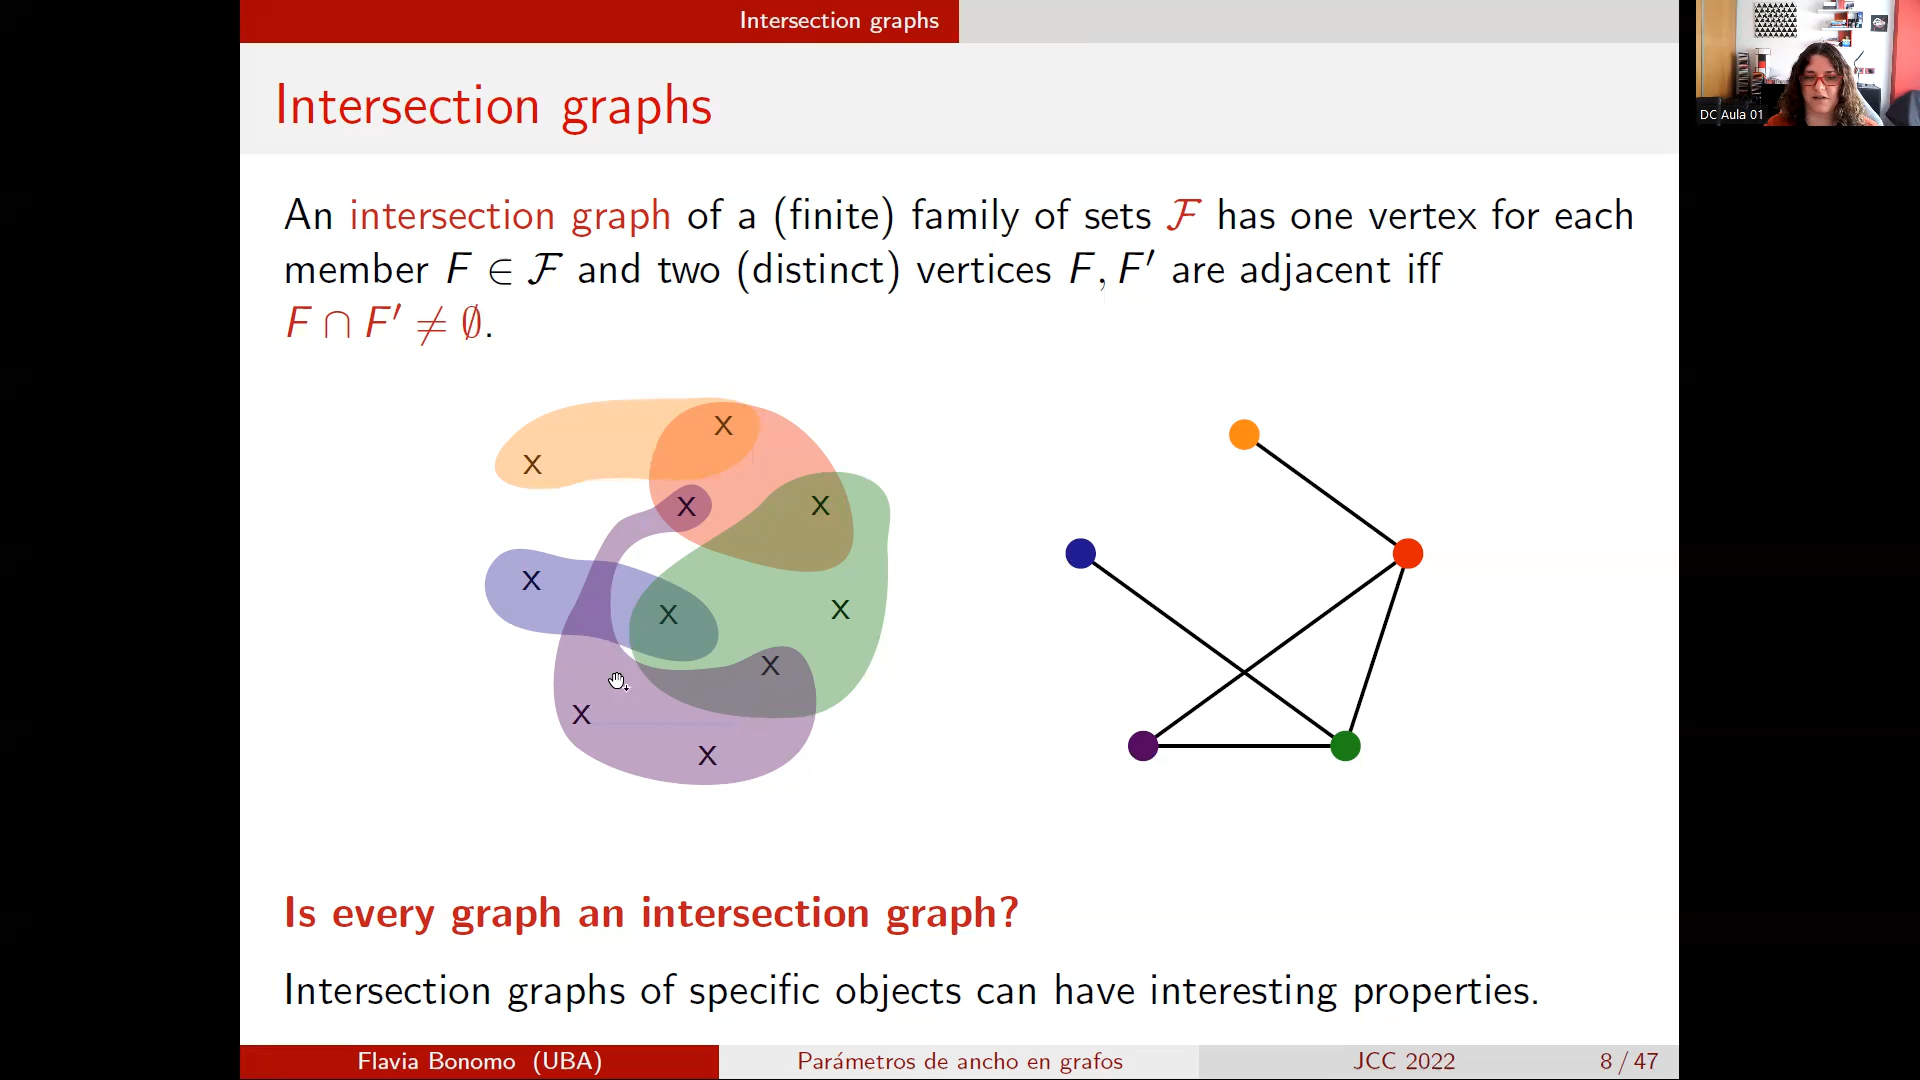 Intersection graphs
DC Aula 01
Intersection graphs
An intersection graph of a (finite) family of sets ℱ has one vertex for each
member F ∈ ℱ and two (distinct) vertices F, F′ are adjacent iff
F ∩ F′ ≠ ∅.
x
x
x
x
x
x
x
x
x
x
Is every graph an intersection graph?
Intersection graphs of specific objects can have interesting properties.
Flavia Bonomo (UBA) Parámetros de ancho en grafos JCC 2022 8 / 47